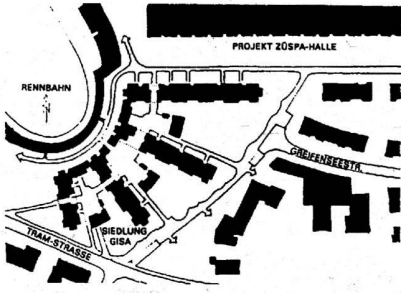 PROJEKT ZÜSPA-HALLE
RENNBAHN
GREIFENSEESTR.
SIEDLUNG
GISA
TRAM-STRASSE